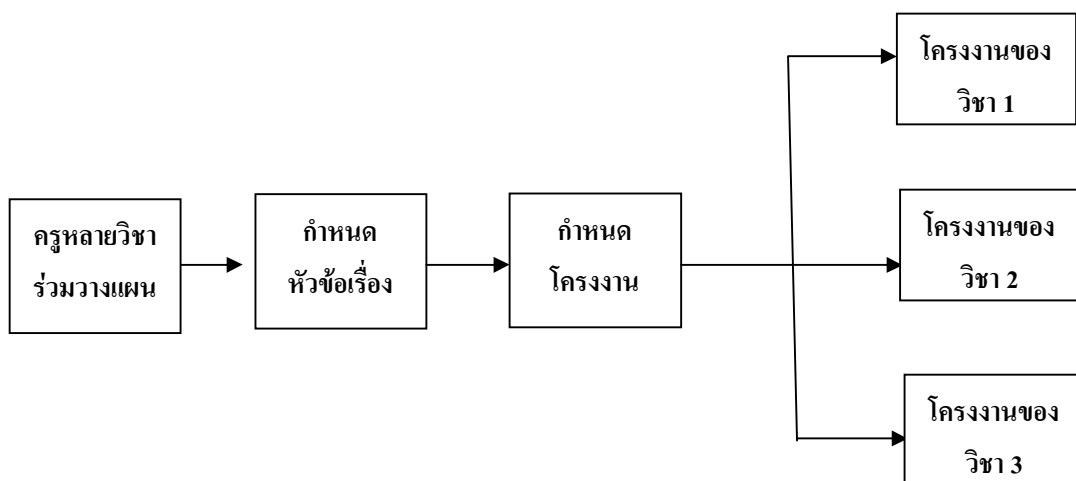 โครงงานของ
วิชา 1
ครูหลายวิชา
ร่วมวางแผน
กำหนด
หัวข้อเรื่อง
กำหนด
โครงงาน
โครงงานของ
วิชา 2
โครงงานของ
วิชา 3